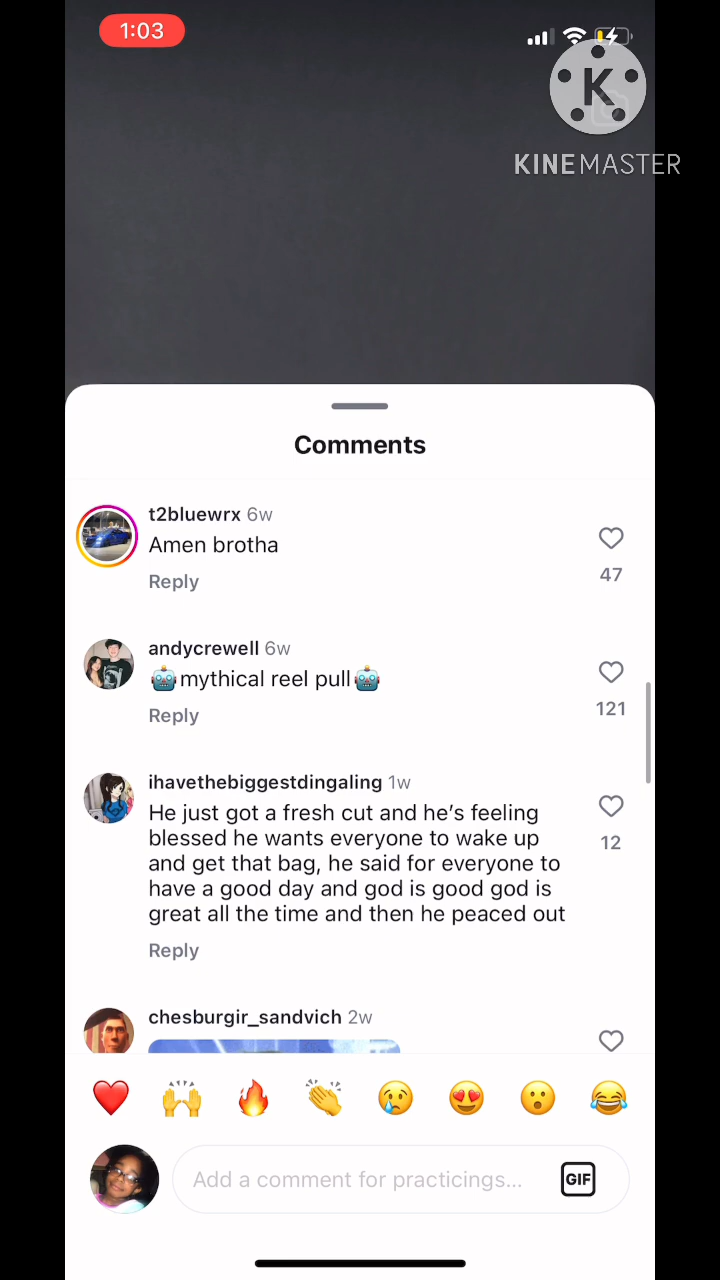 1:03
K
KINEMASTER
Comments
t2bluewrx 6w
Amen brotha
47
Reply
andycrewell 6w
🤖mythical reel pull🤖
121
Reply
ihavethebiggestdingaling 1w
He just got a fresh cut and he's feeling
blessed he wants everyone to wake up
and get that bag, he said for everyone to
have a good day and god is good god is
great all the time and then he peaced out
12
Reply
chesburgir_sandvich 2w
Add a comment for practicings...
GIF